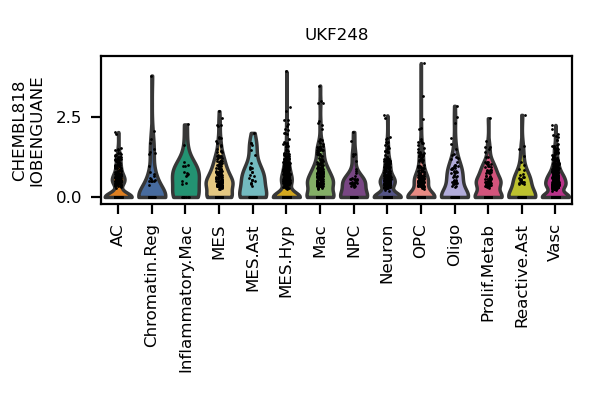 UKF248
CHEMBL818
IOBENGUANE
2.5
0.0
AC
Chromatin.Reg
Inflammatory.Mac
MES
MES.Ast
MES.Hyp
Mac
NPC
Neuron
OPC
Oligo
Prolif.Metab
Reactive.Ast
Vasc